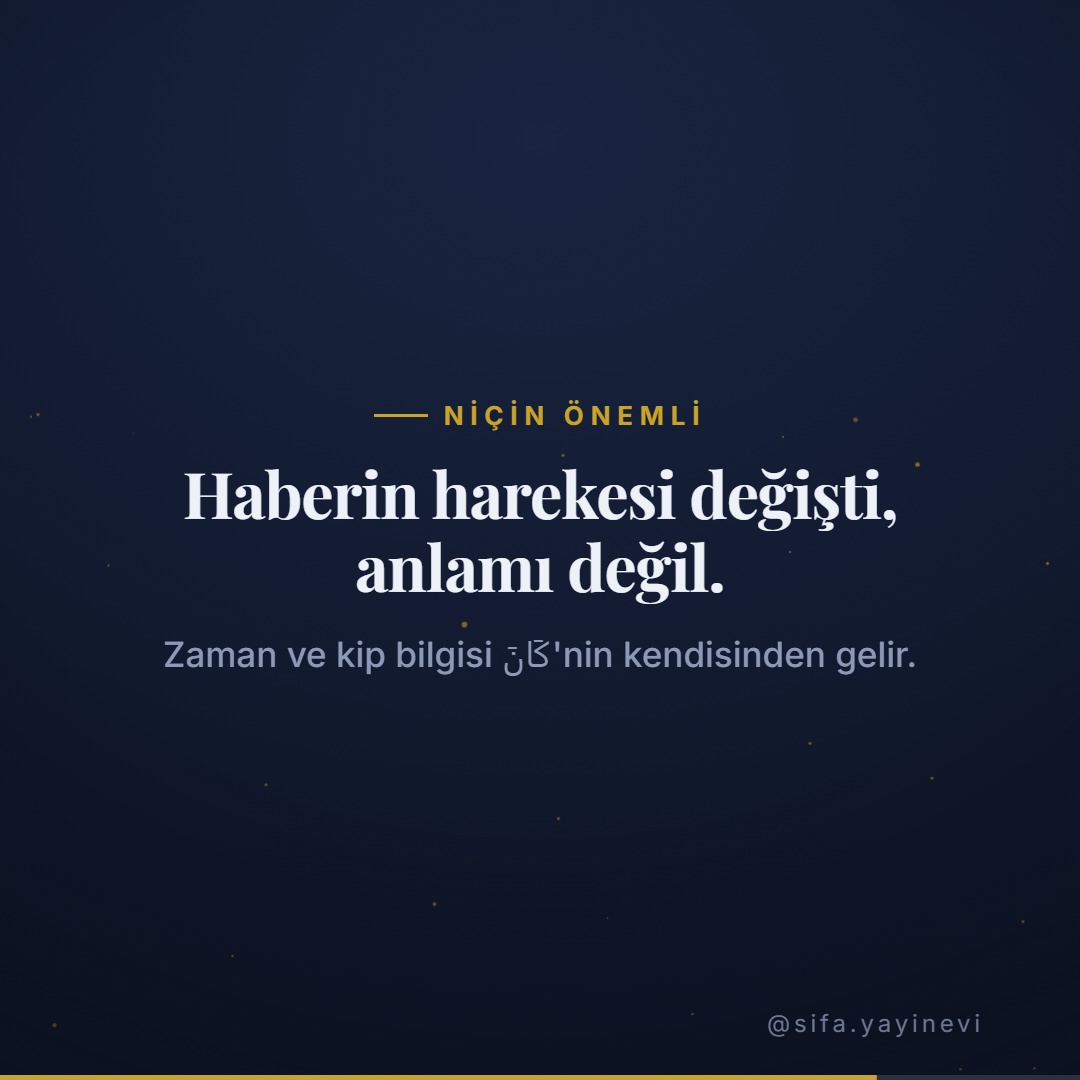 NİÇİN ÖNEMLİ
Haberin harekesi değişti,
anlamı değil.
Zaman ve kip bilgisi كَانَ'nin kendisinden gelir.
@sifa.yayinevi